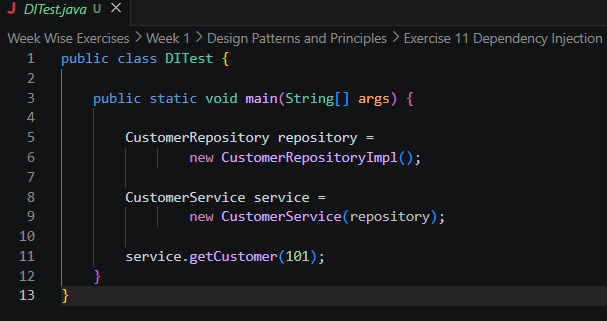 J DITest.java U X
Week Wise Exercises > Week 1 > Design Patterns and Principles > Exercise 11 Dependency Injection
1 public class DITest {
2
3 public static void main(String[] args) {
4
5 CustomerRepository repository =
6 new CustomerRepositoryImpl();
7
8 CustomerService service =
9 new CustomerService(repository);
10
11 service.getCustomer(101);
12 }
13 }